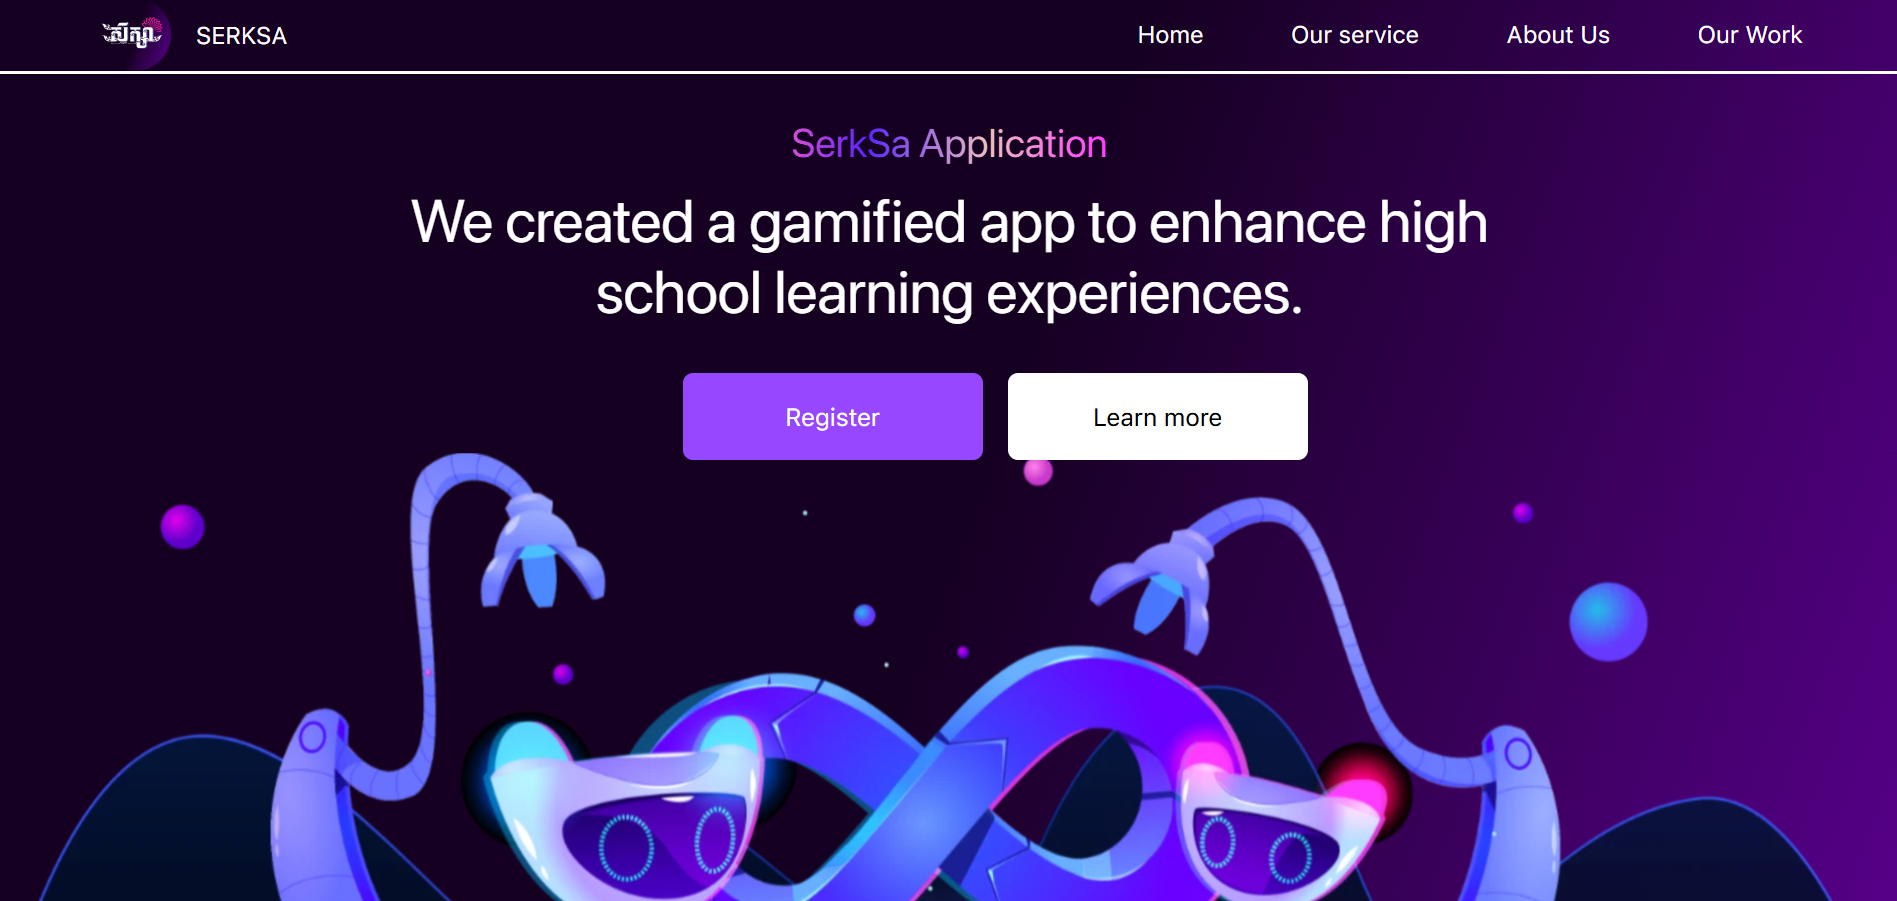 សិក្សា
SERKSA
Home
Our service
About Us
Our Work
SerkSa Application
We created a gamified app to enhance high
school learning experiences.
Register
Learn more